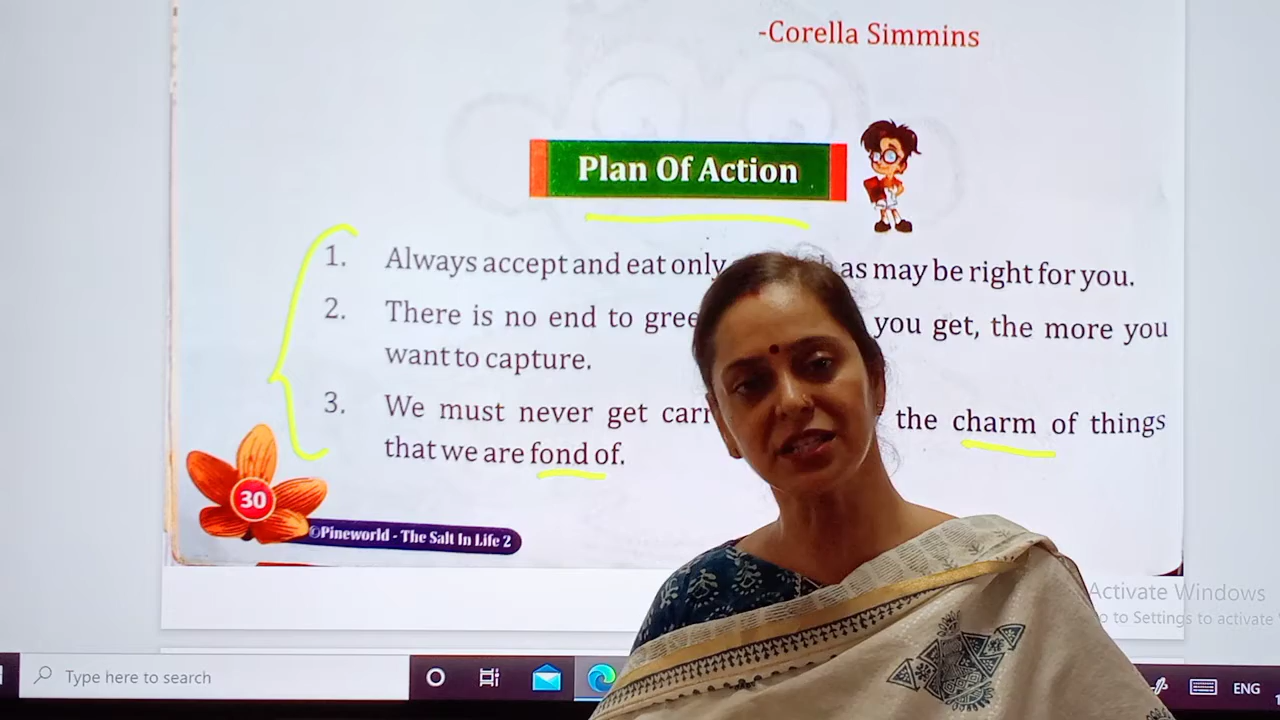 -Corella Simmins
Plan Of Action
1. Always accept and eat only as may be right for you.
2. There is no end to you get, the more you
want to capture.
3. We must never get the charm of things
that we are fond of.
30
©Pineworld - The Salt In Life 2
Activate Windows
to Settings to activate
Type here to search
ENG